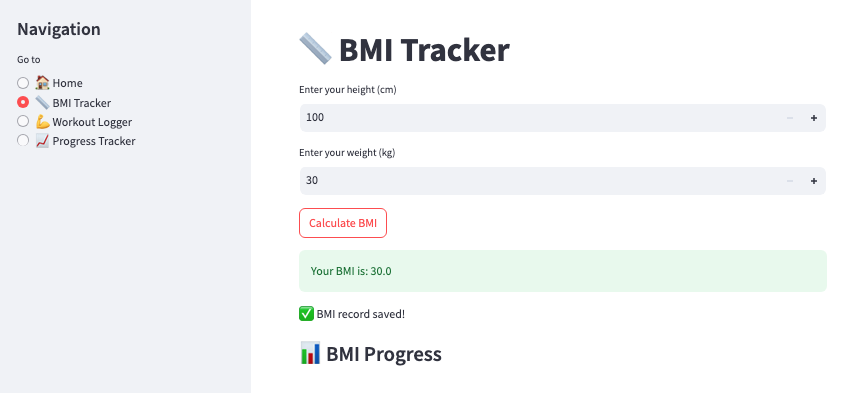 Navigation
Go to
🏠 Home
📏 BMI Tracker
💪 Workout Logger
📈 Progress Tracker
📏 BMI Tracker
Enter your height (cm)
100
− +
Enter your weight (kg)
30
− +
Calculate BMI
Your BMI is: 30.0
✅ BMI record saved!
📊 BMI Progress